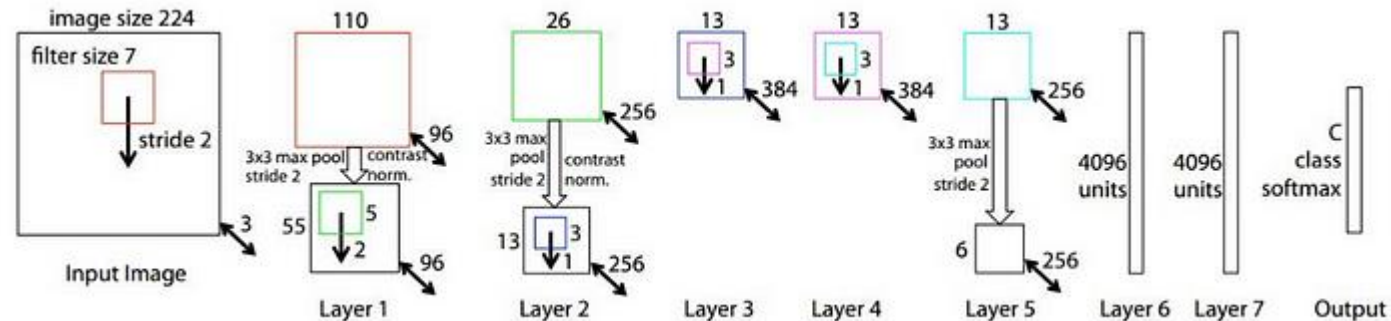 image size 224
filter size 7
stride 2
3
Input Image
110
96
3x3 max pool
stride 2
contrast
norm.
55
5
2
96
Layer 1
26
256
3x3 max
pool
stride 2
contrast
norm.
13
3
1
256
Layer 2
13
3
1
384
Layer 3
13
3
1
384
Layer 4
13
256
3x3 max
pool
stride 2
6
256
Layer 5
4096
units
Layer 6
4096
units
Layer 7
C
class
softmax
Output